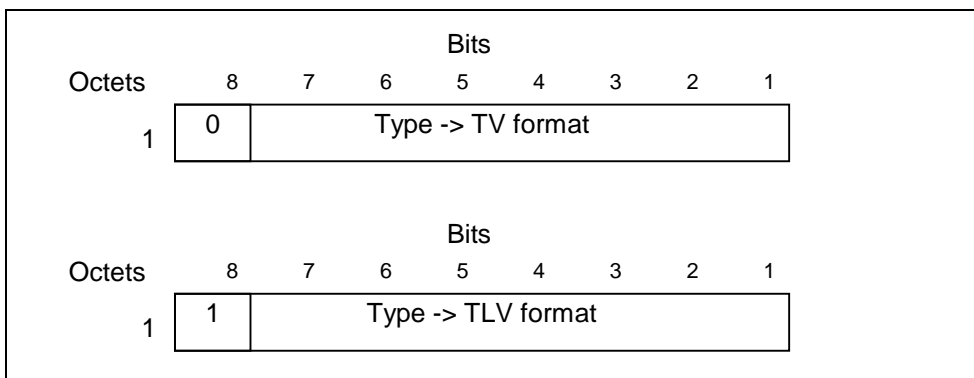 Bits
Octets 8 7 6 5 4 3 2 1
1 0 Type -> TV format
Bits
Octets 8 7 6 5 4 3 2 1
1 1 Type -> TLV format